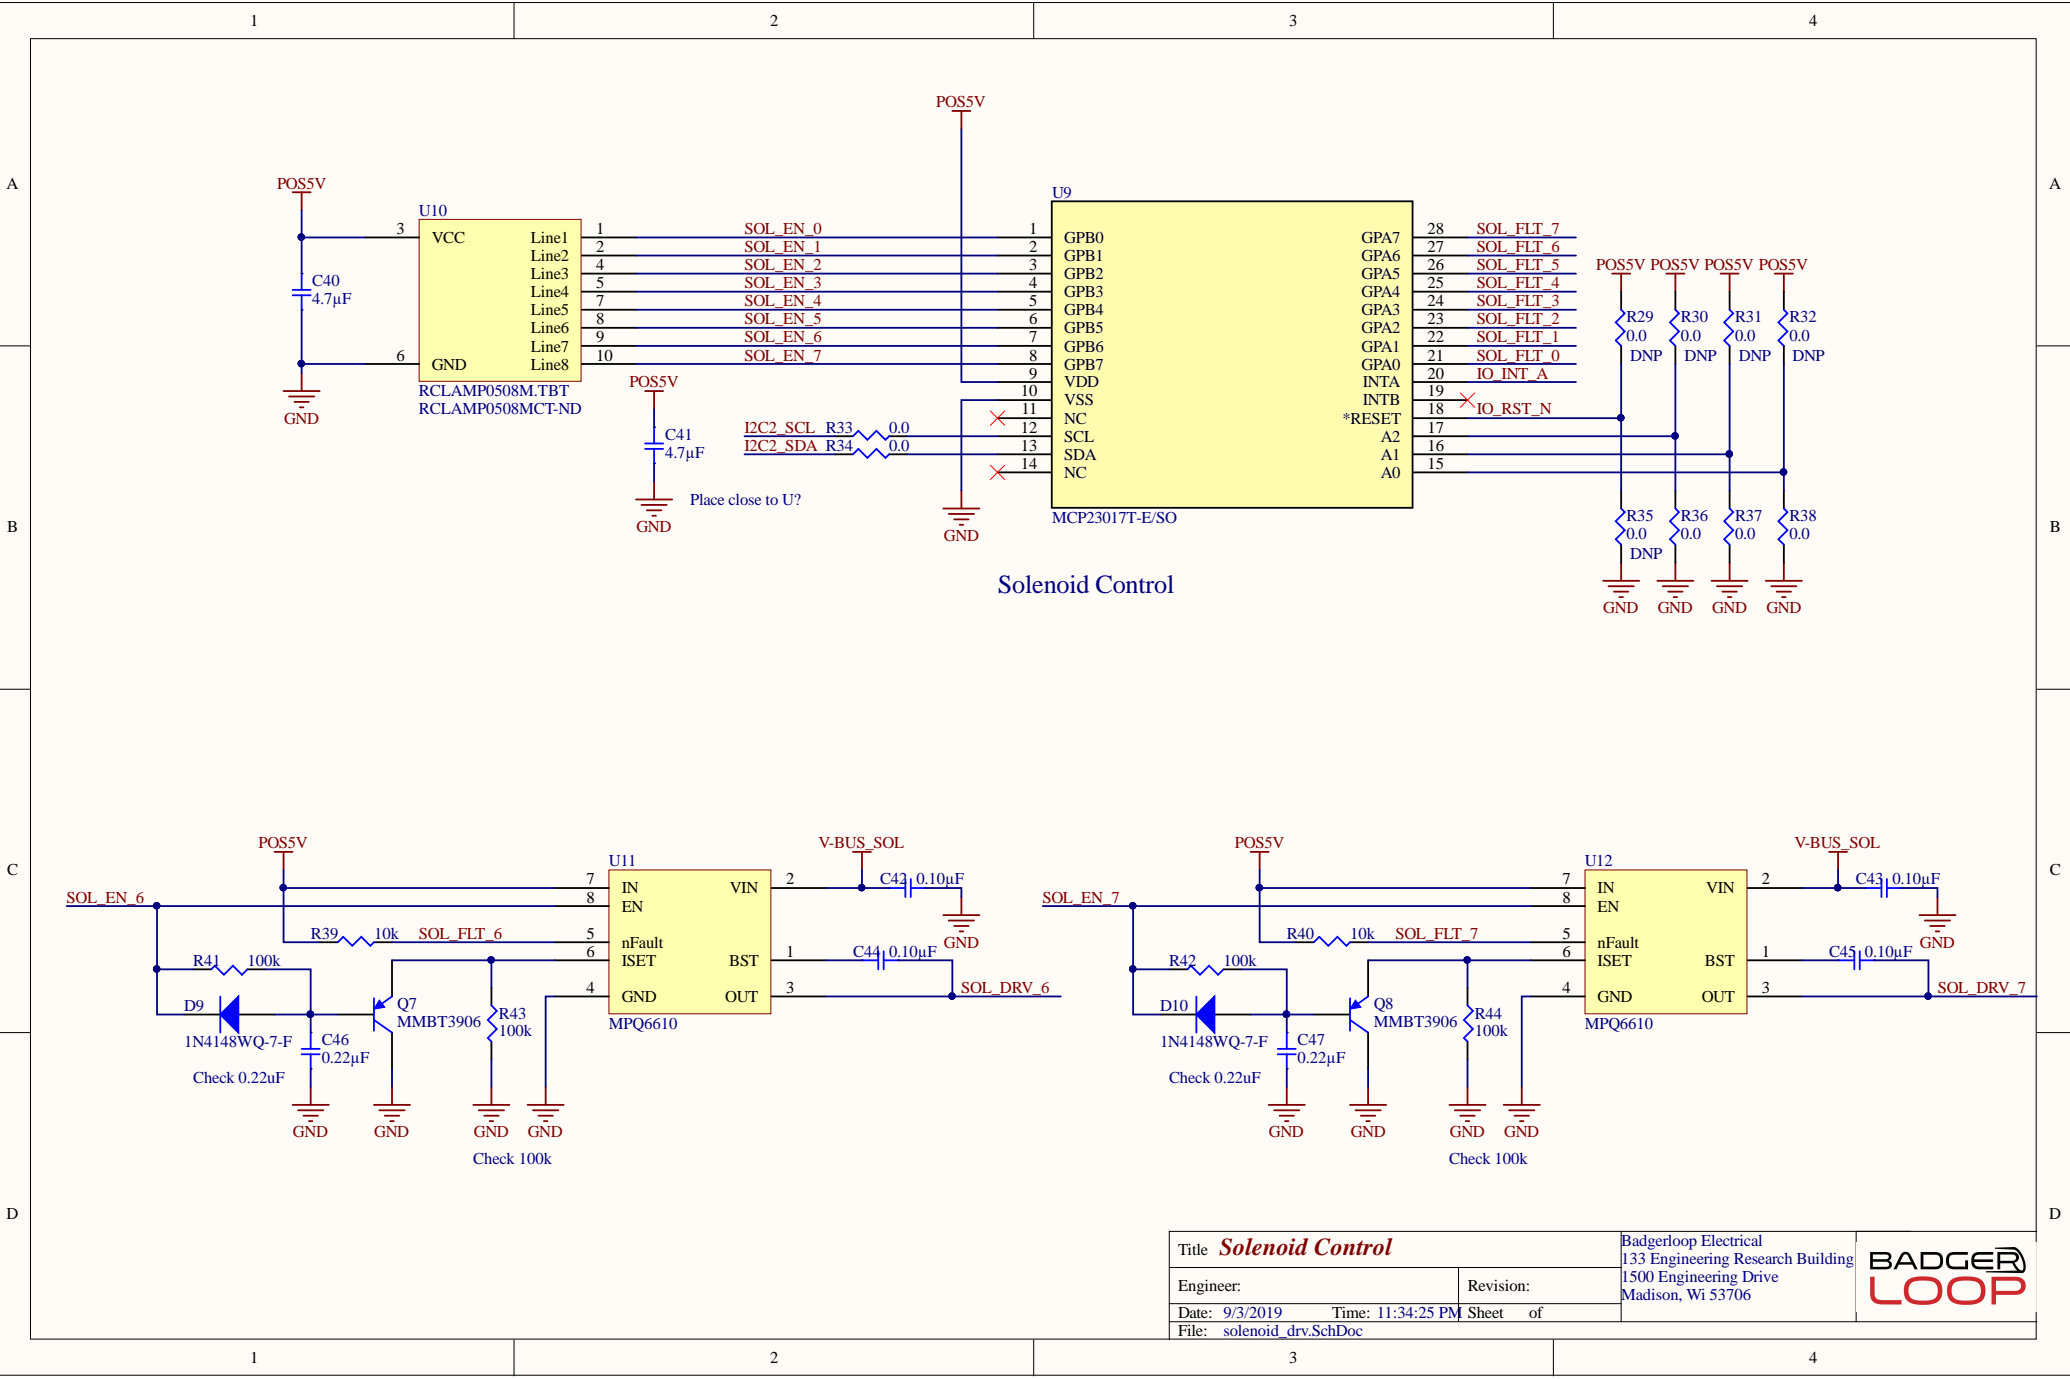 1 2 3 4
A A
B B
C C
D D
POS5V
POS5V
U10
3 VCC
6 GND
Line1 1
Line2 2
Line3 4
Line4 5
Line5 7
Line6 8
Line7 9
Line8 10
RCLAMP0508M.TBT
RCLAMP0508MCT-ND
C40
4.7µF
GND
SOL_EN_0
SOL_EN_1
SOL_EN_2
SOL_EN_3
SOL_EN_4
SOL_EN_5
SOL_EN_6
SOL_EN_7
POS5V
C41
4.7µF
GND
Place close to U?
I2C2_SCL R33 0.0
I2C2_SDA R34 0.0
GND
U9
1 GPB0 GPA7 28 SOL_FLT_7
2 GPB1 GPA6 27 SOL_FLT_6
3 GPB2 GPA5 26 SOL_FLT_5
4 GPB3 GPA4 25 SOL_FLT_4
5 GPB4 GPA3 24 SOL_FLT_3
6 GPB5 GPA2 23 SOL_FLT_2
7 GPB6 GPA1 22 SOL_FLT_1
8 GPB7 GPA0 21 SOL_FLT_0
9 VDD INTA 20 IO_INT_A
10 VSS INTB 19
11 NC *RESET 18 IO_RST_N
12 SCL A2 17
13 SDA A1 16
14 NC A0 15
MCP23017T-E/SO
POS5V POS5V POS5V POS5V
R29 R30 R31 R32
0.0 0.0 0.0 0.0
DNP DNP DNP DNP
R35 R36 R37 R38
0.0 0.0 0.0 0.0
DNP
GND GND GND GND
Solenoid Control
POS5V
SOL_EN_6
R39 10k SOL_FLT_6
R41 100k
D9
1N4148WQ-7-F
Check 0.22uF
C46
0.22µF
Q7
MMBT3906
R43
100k
GND GND GND GND
Check 100k
U11
7 IN VIN 2
8 EN
5 nFault
6 ISET BST 1
4 GND OUT 3
MPQ6610
V-BUS_SOL
C42 0.10µF
GND
C44 0.10µF
SOL_DRV_6
POS5V
SOL_EN_7
R40 10k SOL_FLT_7
R42 100k
D10
1N4148WQ-7-F
Check 0.22uF
C47
0.22µF
Q8
MMBT3906
R44
100k
GND GND GND GND
Check 100k
U12
7 IN VIN 2
8 EN
5 nFault
6 ISET BST 1
4 GND OUT 3
MPQ6610
V-BUS_SOL
C43 0.10µF
GND
C45 0.10µF
SOL_DRV_7
Title Solenoid Control
Engineer: Revision:
Date: 9/3/2019 Time: 11:34:25 PM Sheet of
File: solenoid_drv.SchDoc
Badgerloop Electrical
133 Engineering Research Building
1500 Engineering Drive
Madison, Wi 53706
BADGER
LOOP
1 2 3 4